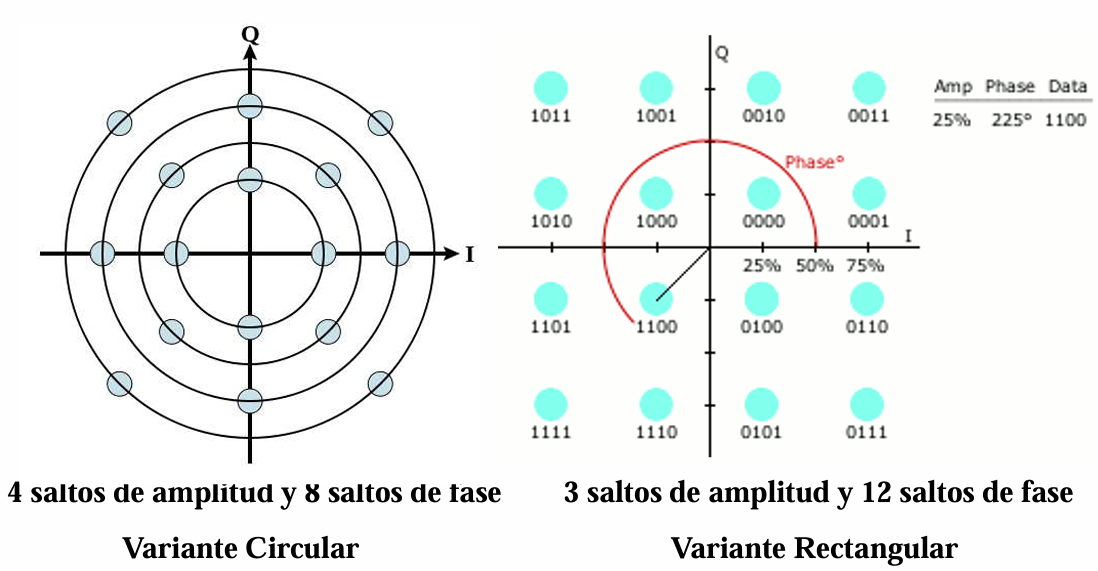 Q
I
4 saltos de amplitud y 8 saltos de fase
Variante Circular
Q
1011 1001 0010 0011
Phase°
1010 1000 0000 0001
I
25% 50% 75%
1101 1100 0100 0110
1111 1110 0101 0111
Amp Phase Data
25% 225° 1100
3 saltos de amplitud y 12 saltos de fase
Variante Rectangular